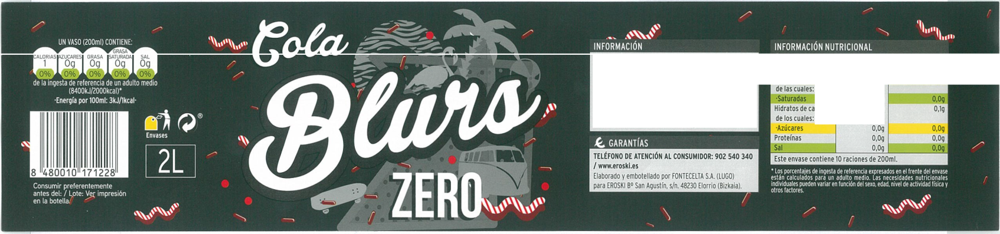 UN VASO (200ml) CONTIENE:
CALORÍAS AZÚCARES GRASA GRASA SATURADA SAL
1 0g 0g 0g 0g
0% 0% 0% 0% 0%
de la ingesta de referencia de un adulto medio
(8400kJ/2000kcal)*
·Energía por 100ml: 3kJ/1kcal·
8 480010 171228
Envases
2L
Consumir preferentemente
antes del: / Lote: Ver impresión
en la botella.
Cola
Blurs
ZERO
INFORMACIÓN
GARANTÍAS
TELÉFONO DE ATENCIÓN AL CONSUMIDOR: 902 540 340
/ www.eroski.es
Elaborado y embotellado por FONTECELTA S.A. (LUGO)
para EROSKI Bº San Agustín, s/n. 48230 Elorrio (Bizkaia).
INFORMACIÓN NUTRICIONAL
de las cuales:
·Saturadas 0,0g
Hidratos de ca 0,1g
de los cuales:
·Azúcares 0,0g 0,0g
Proteínas 0,0g 0,0g
Sal 0,0g 0,0g
Este envase contiene 10 raciones de 200ml.
* Los porcentajes de ingesta de referencia expresados en el frente del envase
están calculados para un adulto medio. Las necesidades nutricionales
individuales pueden variar en función del sexo, edad, nivel de actividad física y
otros factores.